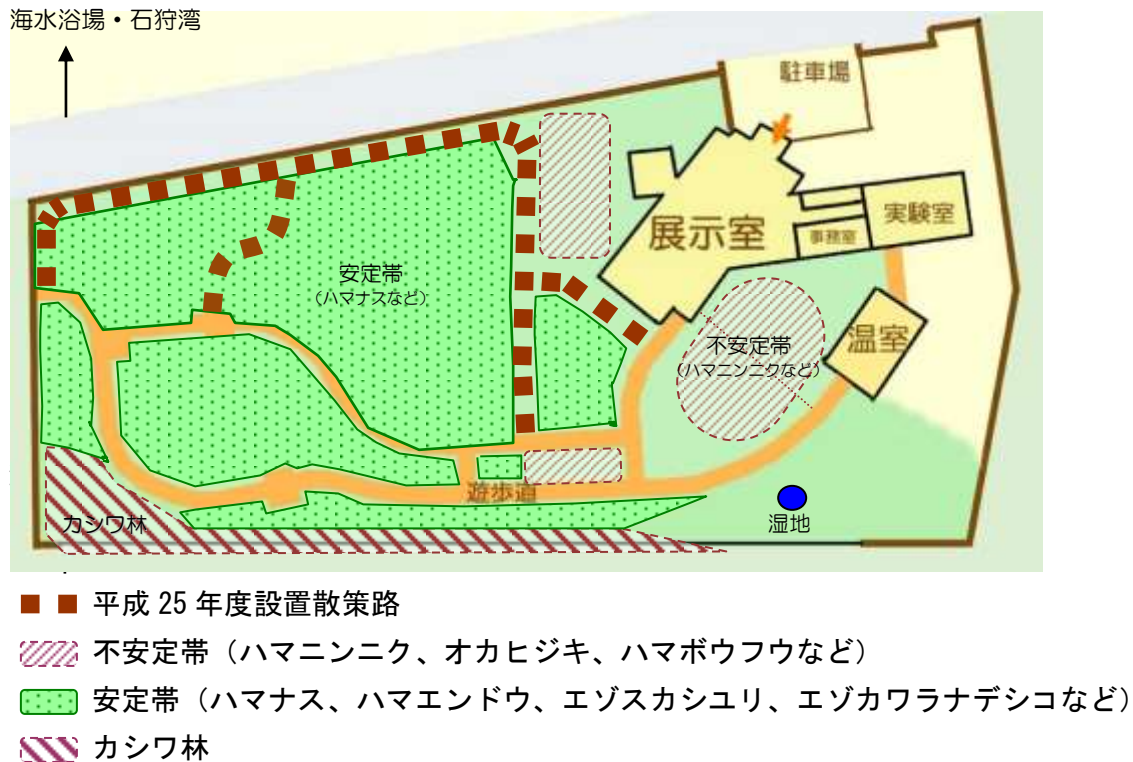 海水浴場・石狩湾
駐車場
展示室
実験室
事務室
安定帯
(ハマナスなど)
不安定帯
(ハマニンニクなど)
温室
遊歩道
カシワ林
湿地
平成25年度設置散策路
不安定帯(ハマニンニク、オカヒジキ、ハマボウフウなど)
安定帯(ハマナス、ハマエンドウ、エゾスカシユリ、エゾカワラナデシコなど)
カシワ林